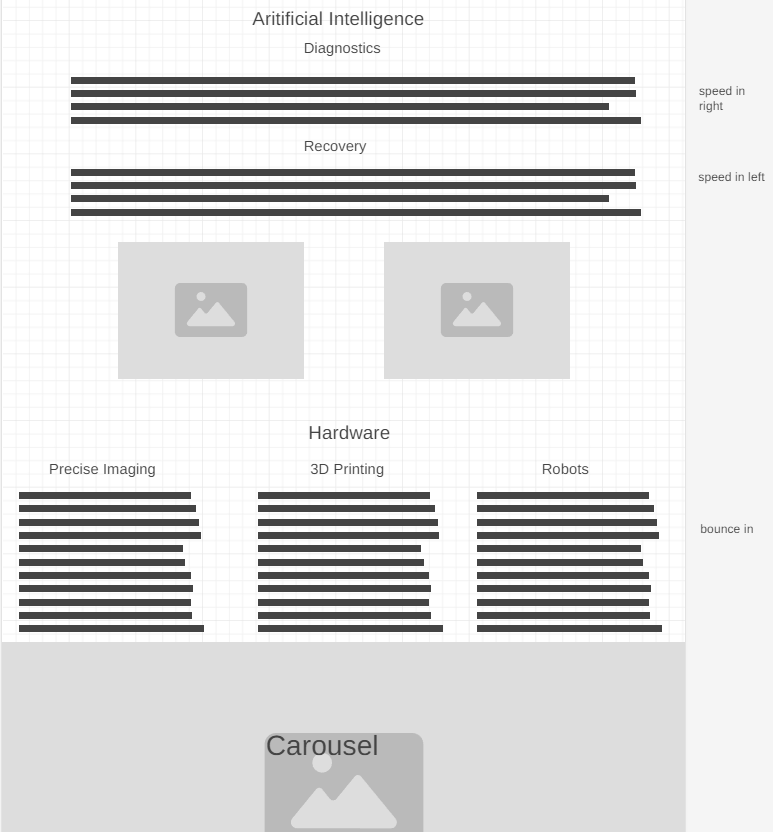 Aritificial Intelligence
Diagnostics
speed in
right
Recovery
speed in left
Hardware
Precise Imaging
3D Printing
Robots
bounce in
Carousel